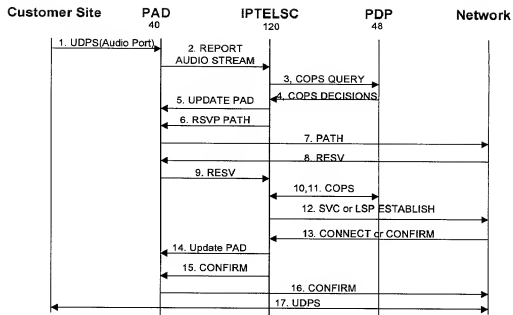 Customer Site PAD IPTELSC PDP Network
40 120 48
1. UDPS(Audio Port)
2. REPORT
AUDIO STREAM
3, COPS QUERY
4, COPS DECISIONS
5. UPDATE PAD
6. RSVP PATH
7. PATH
8. RESV
9. RESV
10,11. COPS
12. SVC or LSP ESTABLISH
13. CONNECT or CONFIRM
14. Update PAD
15. CONFIRM
16. CONFIRM
17. UDPS